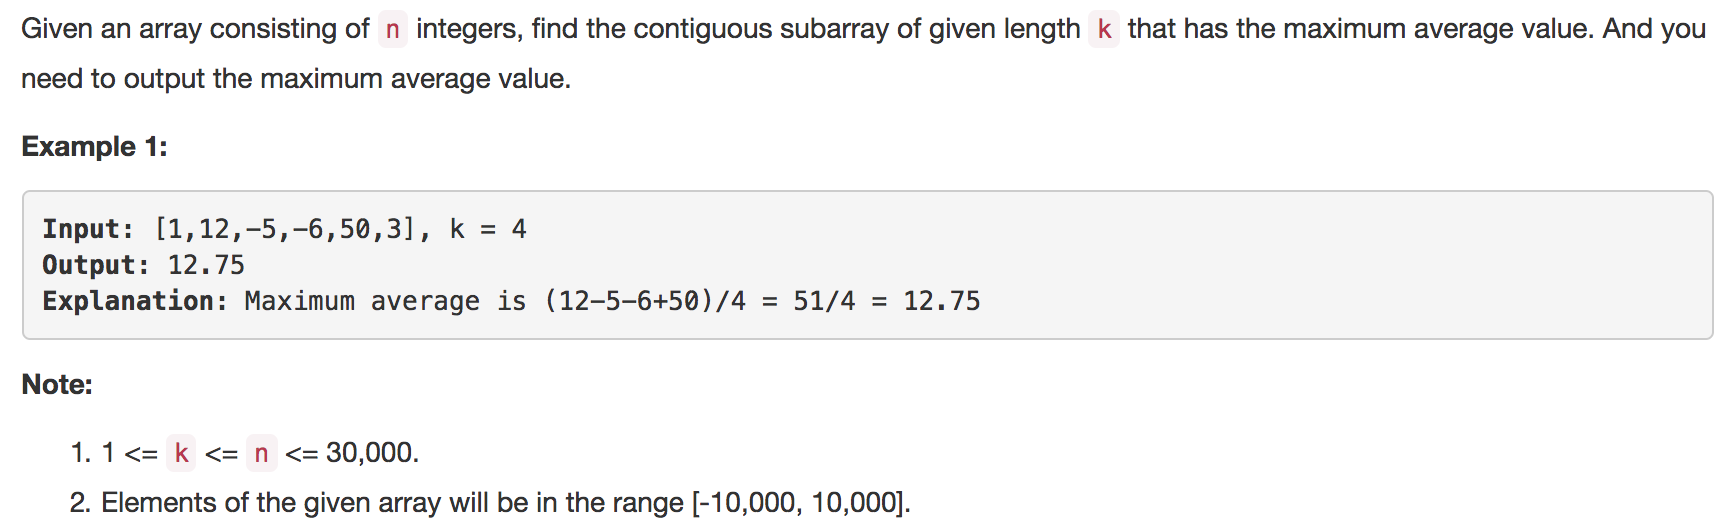 Given an array consisting of n integers, find the contiguous subarray of given length k that has the maximum average value. And you
need to output the maximum average value.
Example 1:
Input: [1,12,-5,-6,50,3], k = 4
Output: 12.75
Explanation: Maximum average is (12-5-6+50)/4 = 51/4 = 12.75
Note:
1. 1 <= k <= n <= 30,000.
2. Elements of the given array will be in the range [-10,000, 10,000].